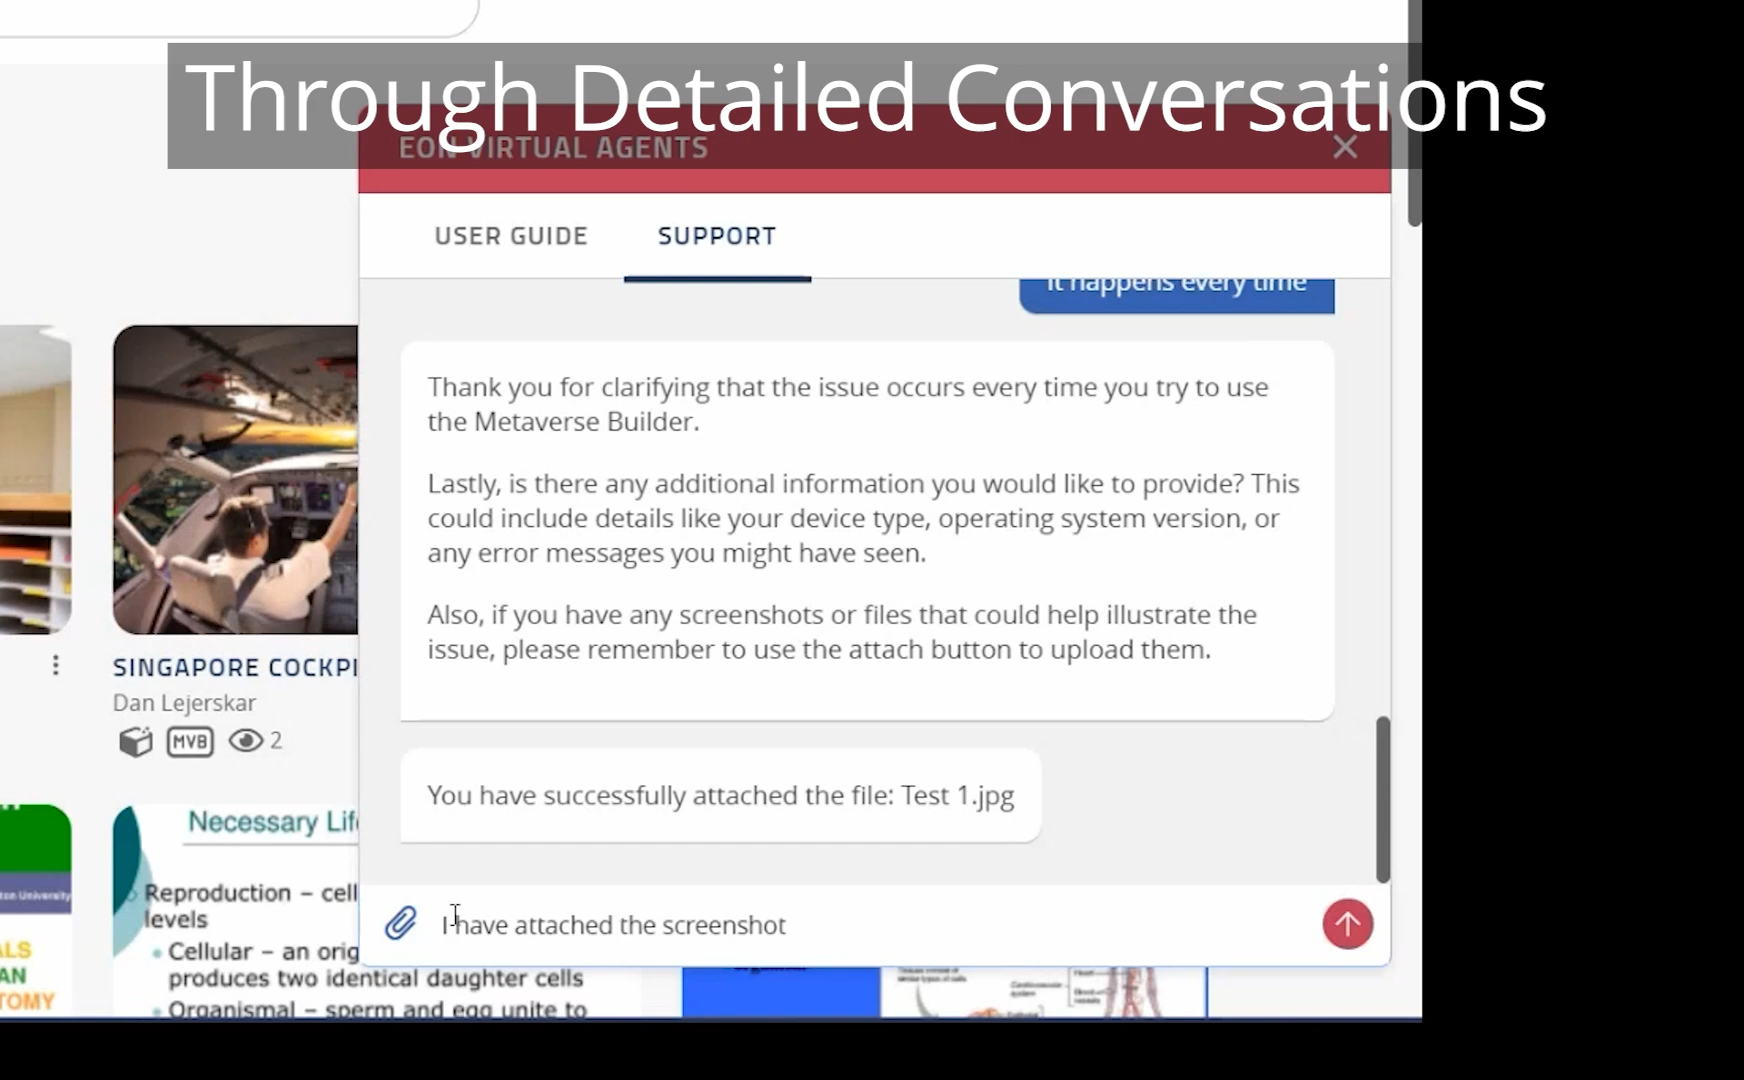 Through Detailed Conversations
EON VIRTUAL AGENTS
USER GUIDE
SUPPORT
it happens every time
Thank you for clarifying that the issue occurs every time you try to use
the Metaverse Builder.
Lastly, is there any additional information you would like to provide? This
could include details like your device type, operating system version, or
any error messages you might have seen.
Also, if you have any screenshots or files that could help illustrate the
issue, please remember to use the attach button to upload them.
SINGAPORE COCKPI
Dan Lejerskar
MVB
2
You have successfully attached the file: Test 1.jpg
Necessary Lif
Reproduction – cell
levels
• Cellular – an orig
produces two identical daughter cells
• Organismal – sperm and egg unite to
ton University
ALS
AN
TOMY
I have attached the screenshot